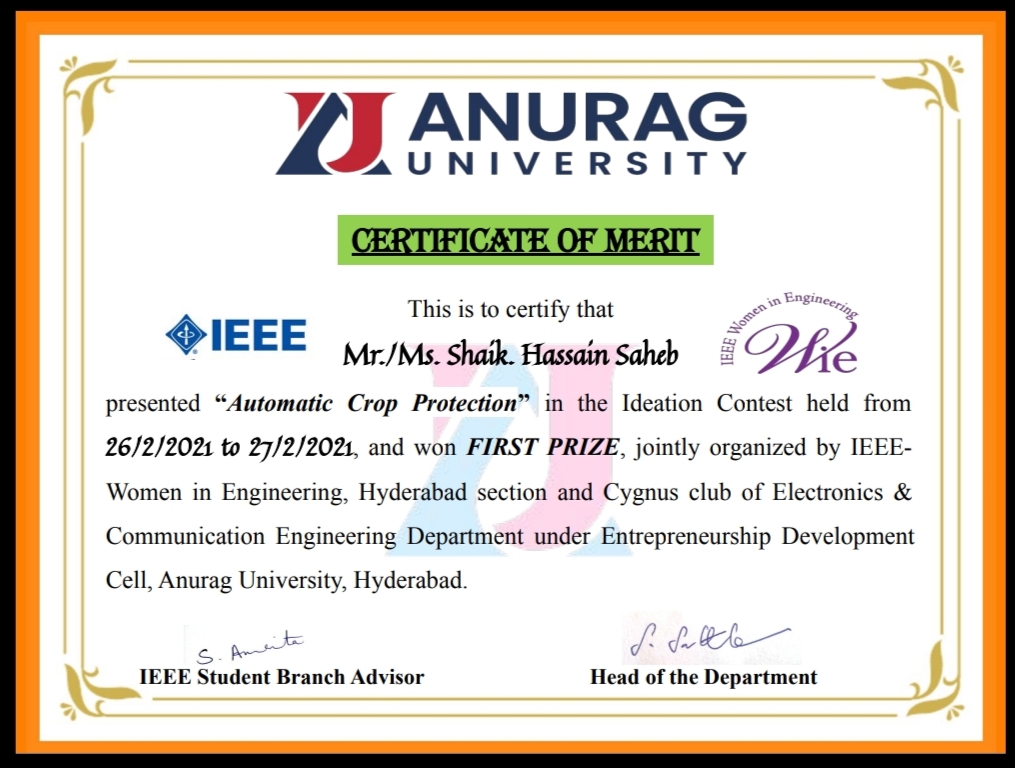 ANURAG
UNIVERSITY
CERTIFICATE OF MERIT
This is to certify that
IEEE
IEEE Women in Engineering
Wie
Mr./Ms. Shaik. Hassain Saheb
presented “Automatic Crop Protection” in the Ideation Contest held from
26/2/2021 to 27/2/2021, and won FIRST PRIZE, jointly organized by IEEE-
Women in Engineering, Hyderabad section and Cygnus club of Electronics &
Communication Engineering Department under Entrepreneurship Development
Cell, Anurag University, Hyderabad.
S. Amrita
IEEE Student Branch Advisor
Head of the Department